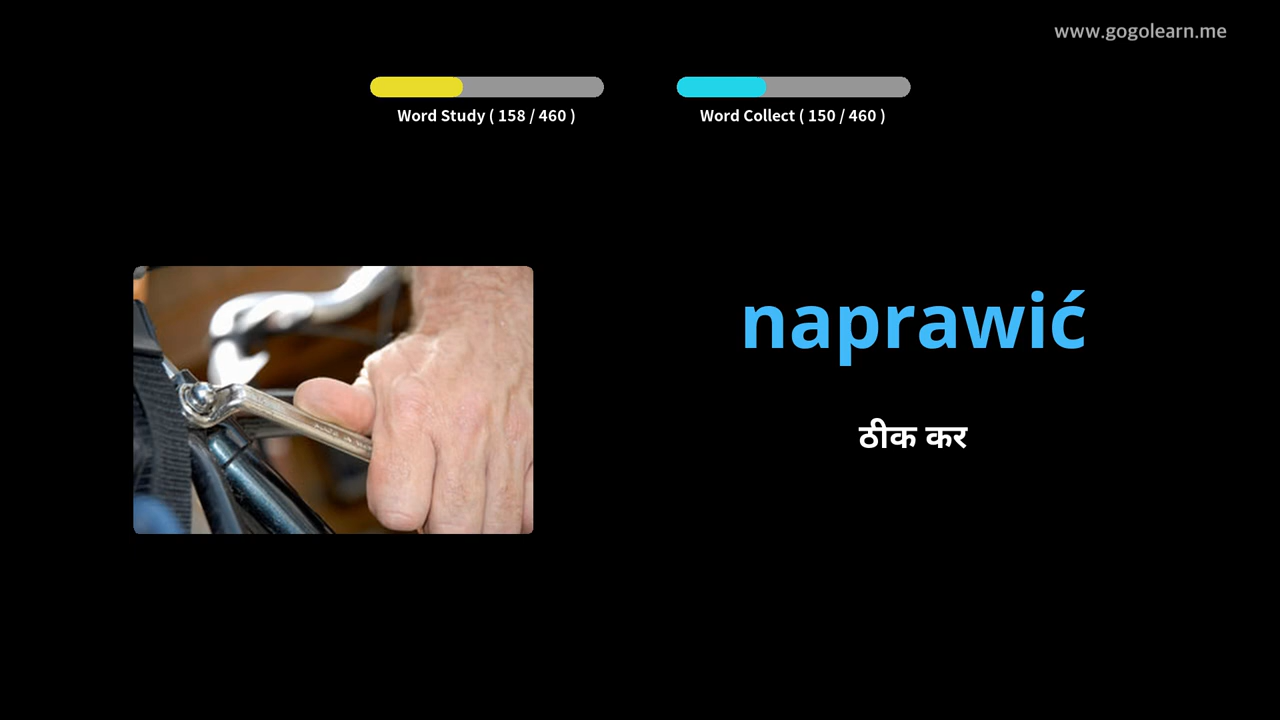 www.gogolearn.me
Word Study ( 158 / 460 )
Word Collect ( 150 / 460 )
naprawić
ठीक कर